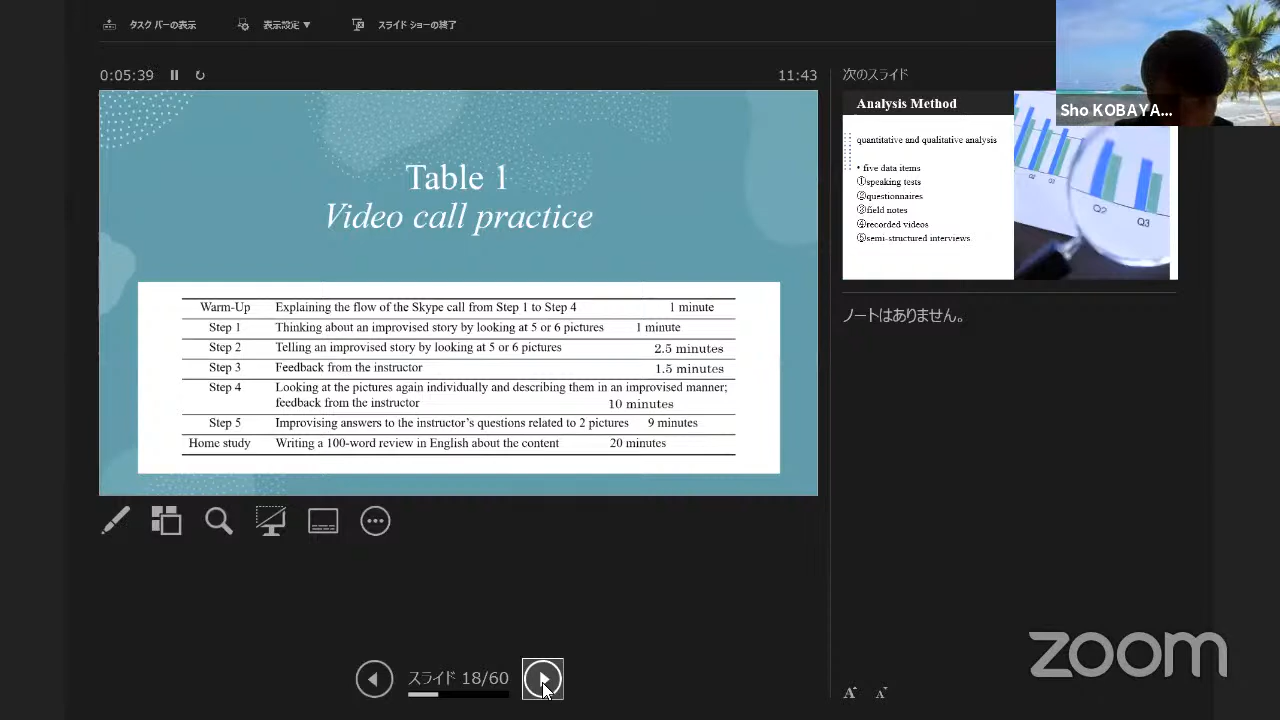 タスク バーの表示
表示設定 ▼
スライド ショーの終了
0:05:39
11:43
次のスライド
Sho KOBAYA...
Table 1
Video call practice
Warm-Up Explaining the flow of the Skype call from Step 1 to Step 4 1 minute
Step 1 Thinking about an improvised story by looking at 5 or 6 pictures 1 minute
Step 2 Telling an improvised story by looking at 5 or 6 pictures 2.5 minutes
Step 3 Feedback from the instructor 1.5 minutes
Step 4 Looking at the pictures again individually and describing them in an improvised manner;
feedback from the instructor 10 minutes
Step 5 Improvising answers to the instructor's questions related to 2 pictures 9 minutes
Home study Writing a 100-word review in English about the content 20 minutes
Analysis Method
quantitative and qualitative analysis
• five data items
①speaking tests
②questionnaires
③field notes
④recorded videos
⑤semi-structured interviews
Q2
Q3
ノートはありません。
スライド 18/60
A A
zoom